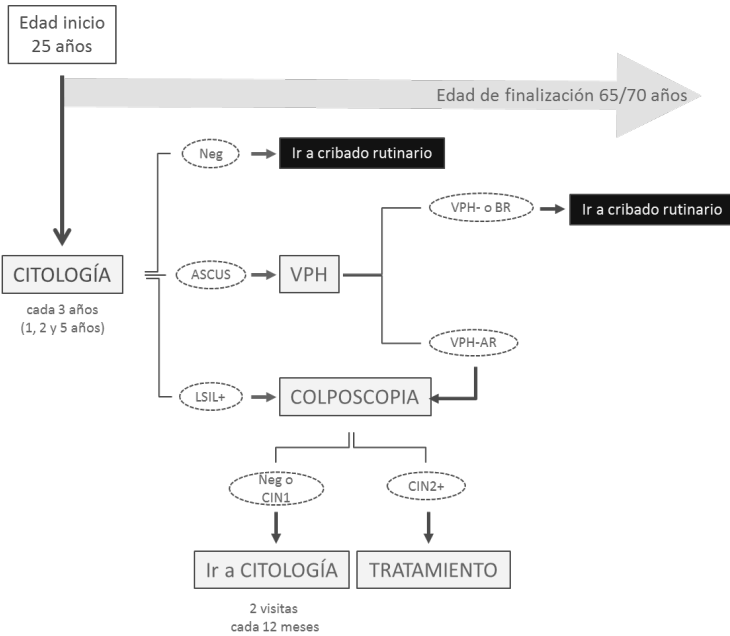 Edad inicio
25 años
Edad de finalización 65/70 años
Neg
Ir a cribado rutinario
VPH- o BR
Ir a cribado rutinario
CITOLOGÍA
cada 3 años
(1, 2 y 5 años)
ASCUS
VPH
VPH-AR
LSIL+
COLPOSCOPIA
Neg o
CIN1
CIN2+
Ir a CITOLOGÍA
TRATAMIENTO
2 visitas
cada 12 meses